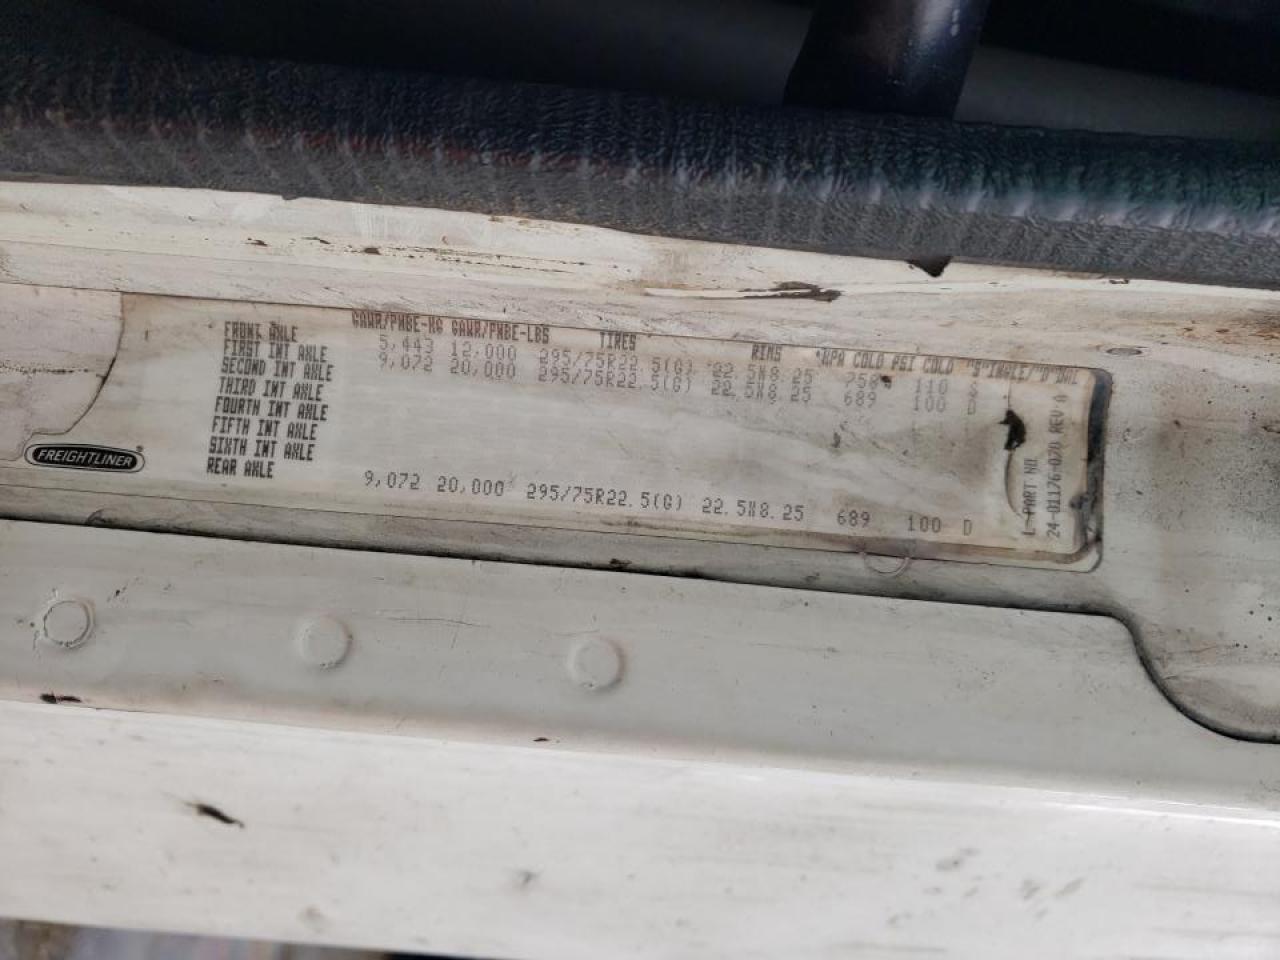 GAWR/PNBE-KG GAWR/PNBE-LBS TIRES RIMS KPA COLD PSI COLD "S"INGLE/"D"UAL
FRONT AXLE 5,443 12,000 295/75R22.5(G) 22.5X8.25 758 110 S
FIRST INT AXLE 9,072 20,000 295/75R22.5(G) 22.5X8.25 689 100 D
SECOND INT AXLE
THIRD INT AXLE
FOURTH INT AXLE
FIFTH INT AXLE
SIXTH INT AXLE
REAR AXLE 9,072 20,000 295/75R22.5(G) 22.5X8.25 689 100 D
FREIGHTLINER
L-PART NO.
24-01176-070 REV A